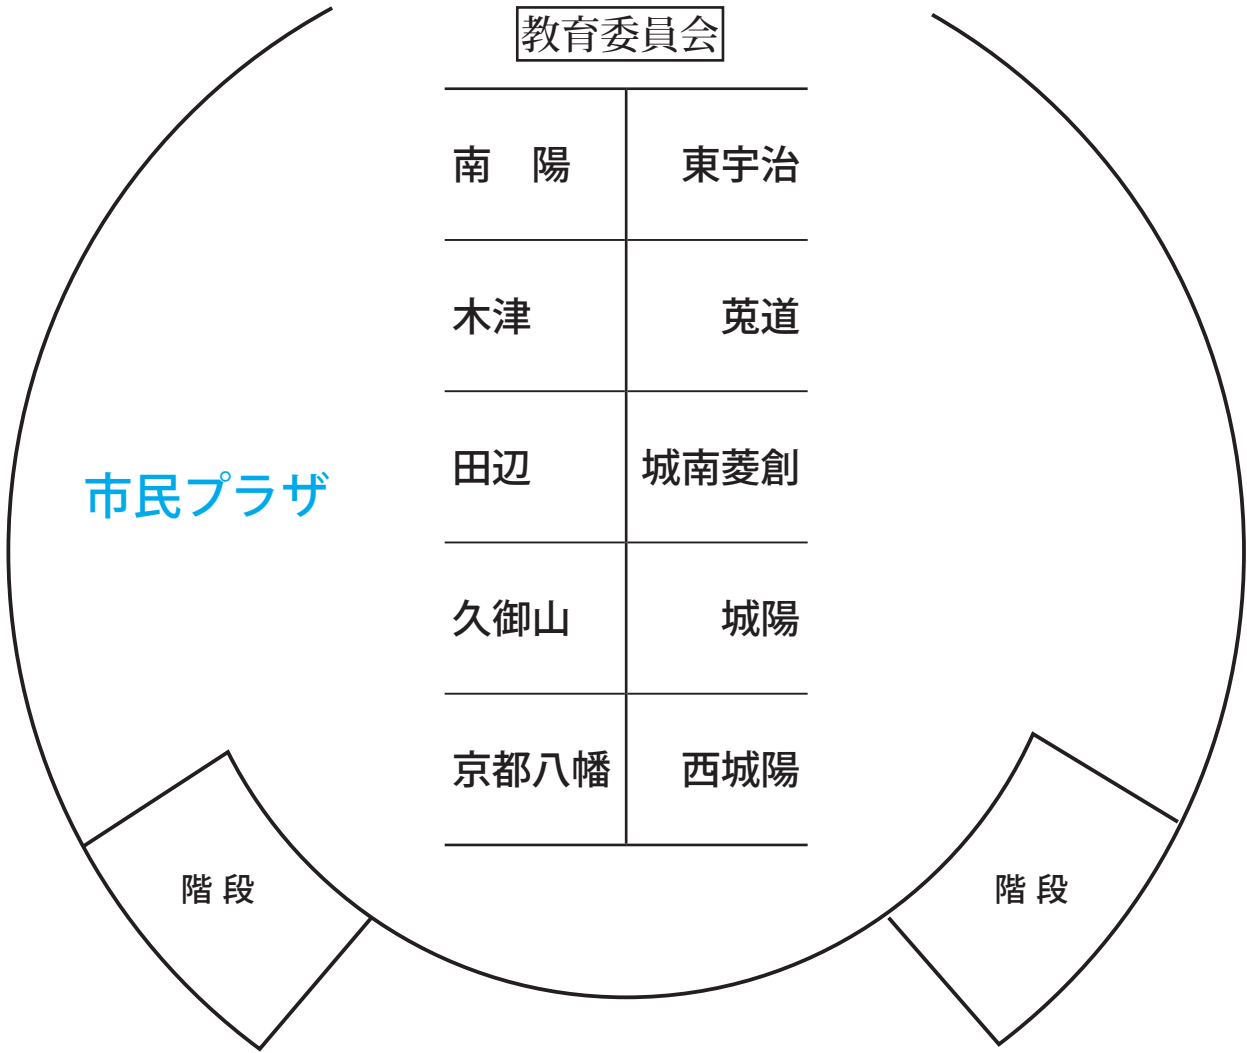 教育委員会
南　陽
東宇治
木津
莵道
田辺
城南菱創
市民プラザ
久御山
城陽
京都八幡
西城陽
階段
階段